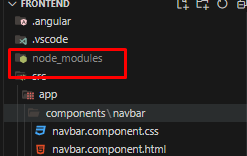 FRONTEND
.angular
.vscode
node_modules
src
app
components\navbar
navbar.component.css
navbar.component.html